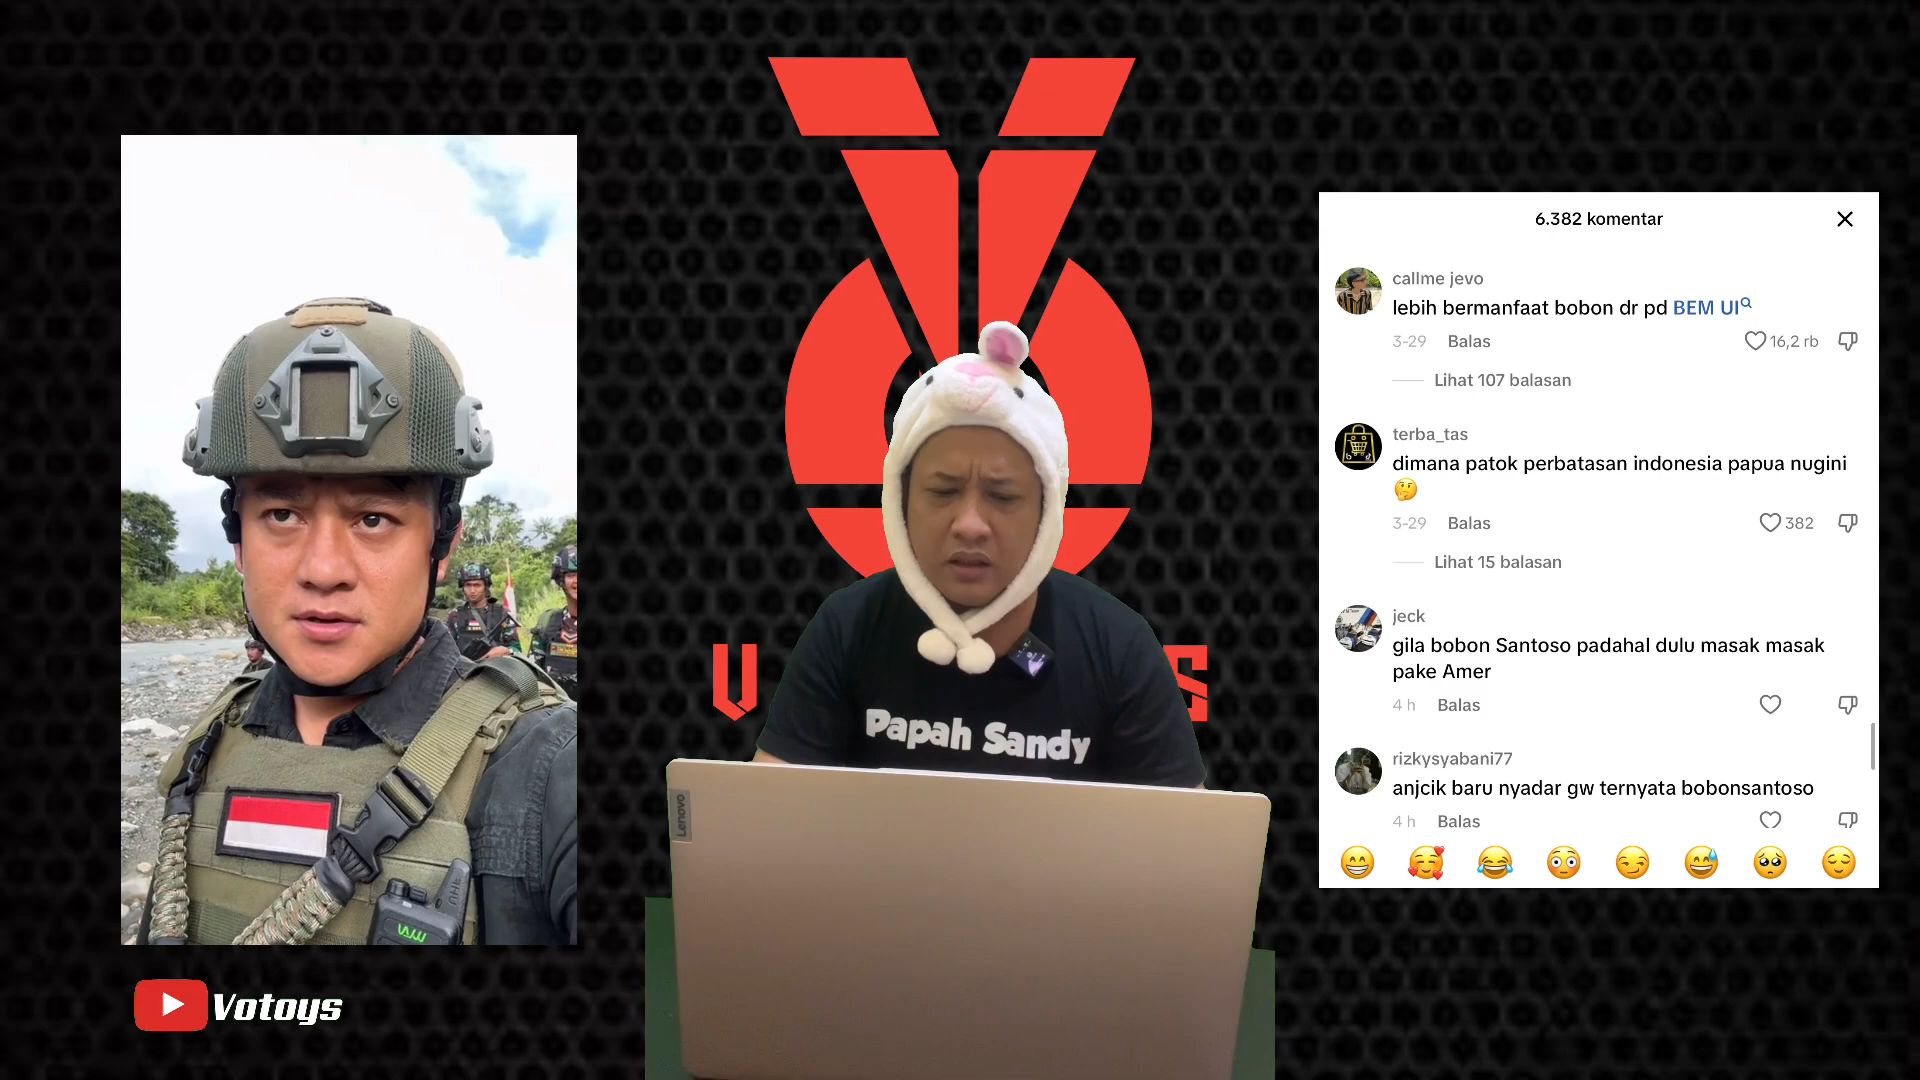 6.382 komentar
callme jevo
lebih bermanfaat bobon dr pd BEM UI
3-29 Balas 16,2 rb
Lihat 107 balasan
terba_tas
dimana patok perbatasan indonesia papua nugini
🤔
3-29 Balas 382
Lihat 15 balasan
jeck
gila bobon Santoso padahal dulu masak masak
pake Amer
4 h Balas
rizkysyabani77
anjcik baru nyadar gw ternyata bobonsantoso
4 h Balas
Papah Sandy
Lenovo
Votoys